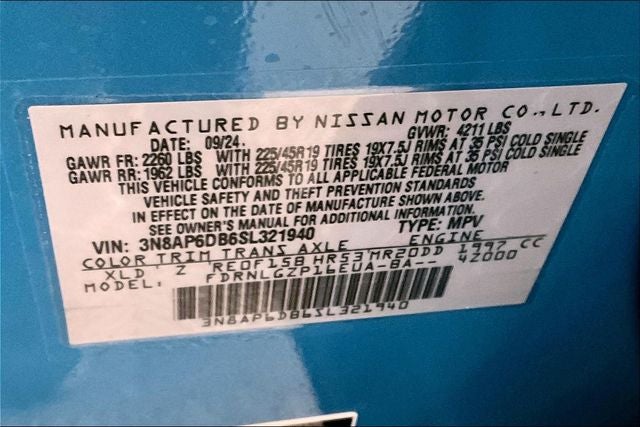 MANUFACTURED BY NISSAN MOTOR CO., LTD.
DATE: 09/24. GVWR: 4211 LBS
GAWR FR: 2260 LBS WITH 225/45R19 TIRES 19X7.5J RIMS AT 35 PSI COLD SINGLE
GAWR RR: 1962 LBS WITH 225/45R19 TIRES 19X7.5J RIMS AT 35 PSI COLD SINGLE
THIS VEHICLE CONFORMS TO ALL APPLICABLE FEDERAL MOTOR
VEHICLE SAFETY AND THEFT PREVENTION STANDARDS
IN EFFECT ON THE DATE OF MANUFACTURE SHOWN ABOVE.
SEE OWNER'S MANUAL FOR ADDITIONAL INFORMATION.
VIN: 3N8AP6DB6SL321940 TYPE: MPV
COLOR TRIM TRANS AXLE ENGINE
XLD' Z RE0F15B HR53'MR20DD 1997 CC
MODEL: FDRNLGZP16EUA-BA-- 42000
3N8AP6DB6SL321940